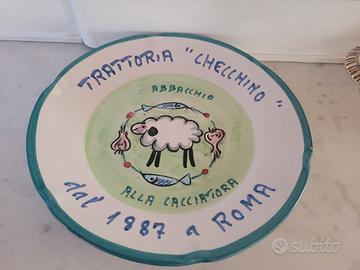 TRATTORIA "CHECCHINO"
ABBACCHIO
ALLA CACCIATORA
dal 1887 a ROMA
subito